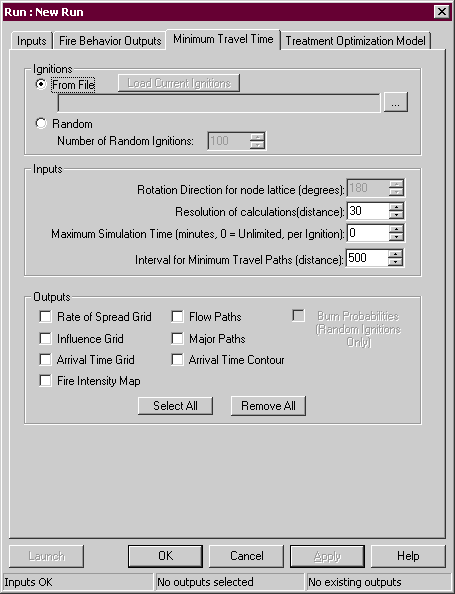 Run : New Run
Inputs Fire Behavior Outputs Minimum Travel Time Treatment Optimization Model
Ignitions
From File Load Current Ignitions
...
Random
Number of Random Ignitions: 100
Inputs
Rotation Direction for node lattice (degrees): 180
Resolution of calculations(distance): 30
Maximum Simulation Time (minutes, 0 = Unlimited, per Ignition): 0
Interval for Minimum Travel Paths (distance): 500
Outputs
Rate of Spread Grid Flow Paths Burn Probabilities
(Random Ignitions
Only)
Influence Grid Major Paths
Arrival Time Grid Arrival Time Contour
Fire Intensity Map
Select All Remove All
Launch OK Cancel Apply Help
Inputs OK No outputs selected No existing outputs